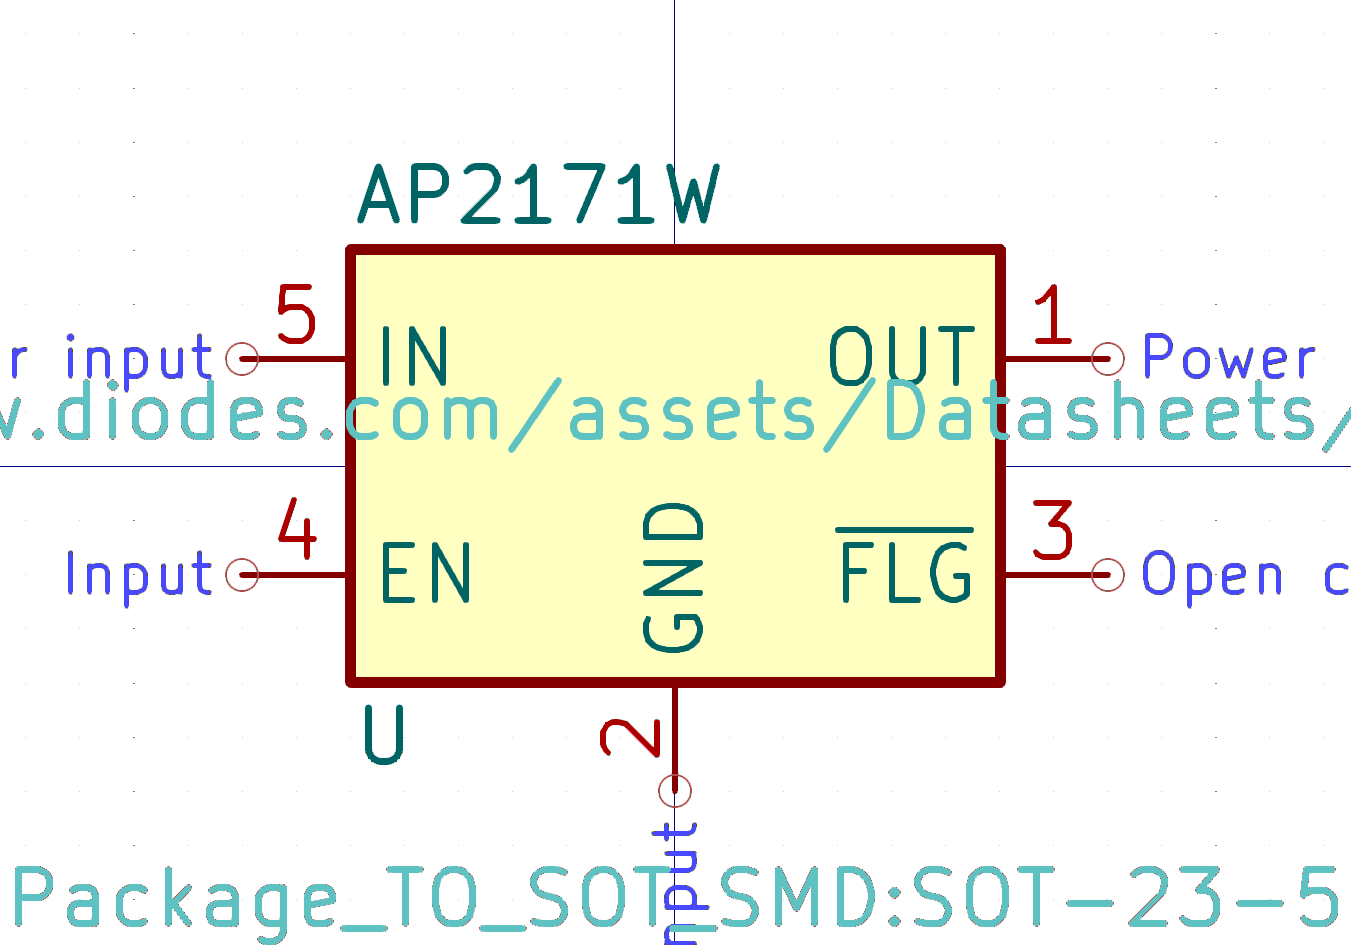 AP2171W
5
1
IN
OUT
r input
Power
w.diodes.com/assets/Datasheets/
4
3
EN
GND
FLG
Input
Open c
U
2
nput
Package_TO_SOT_SMD:SOT-23-5